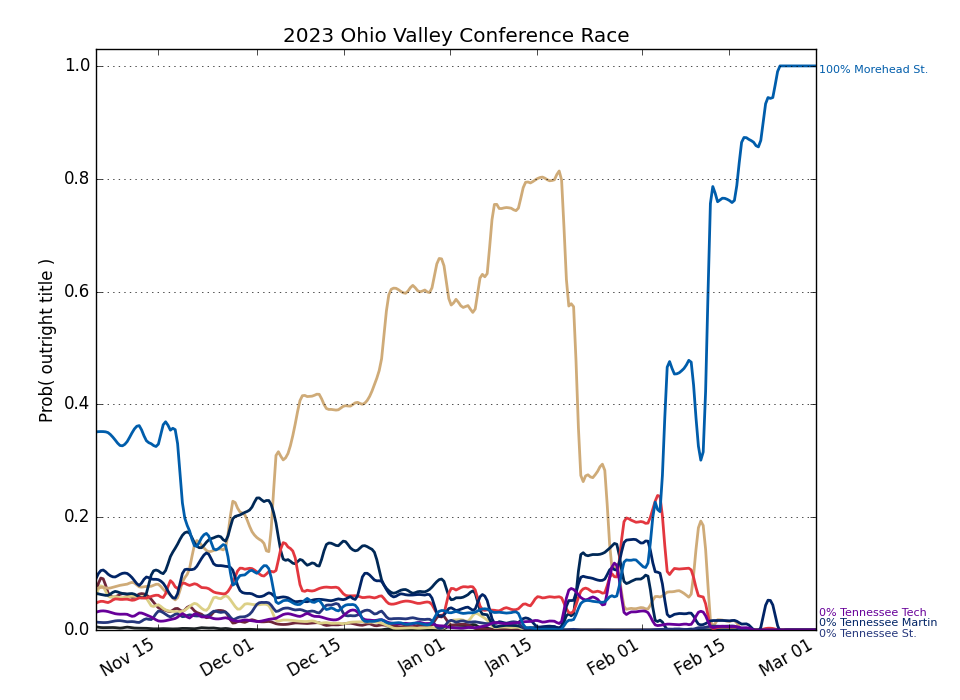 2023 Ohio Valley Conference Race
1.0
100% Morehead St.
0.8
0.6
Prob( outright title )
0.4
0.2
0% Tennessee Tech
0% Tennessee Martin
0.0
0% Tennessee St.
Nov 15
Dec 01
Dec 15
Jan 01
Jan 15
Feb 01
Feb 15
Mar 01